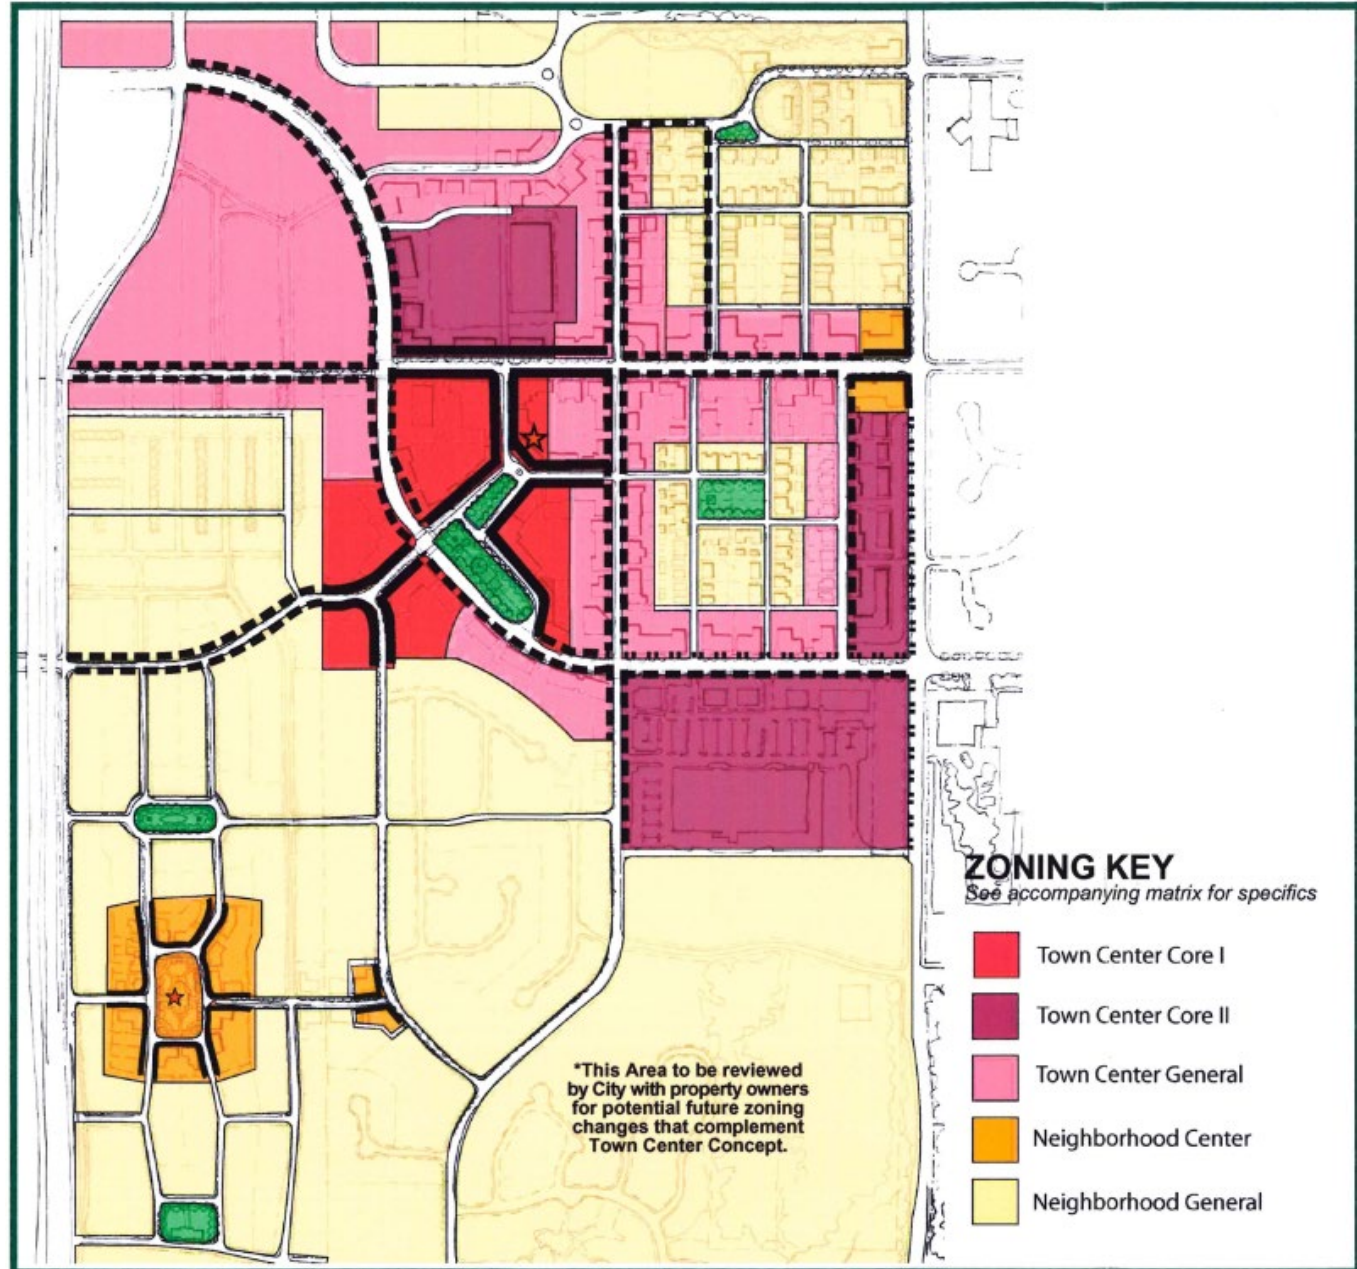 *This Area to be reviewed
by City with property owners
for potential future zoning
changes that complement
Town Center Concept.
ZONING KEY
See accompanying matrix for specifics
Town Center Core I
Town Center Core II
Town Center General
Neighborhood Center
Neighborhood General